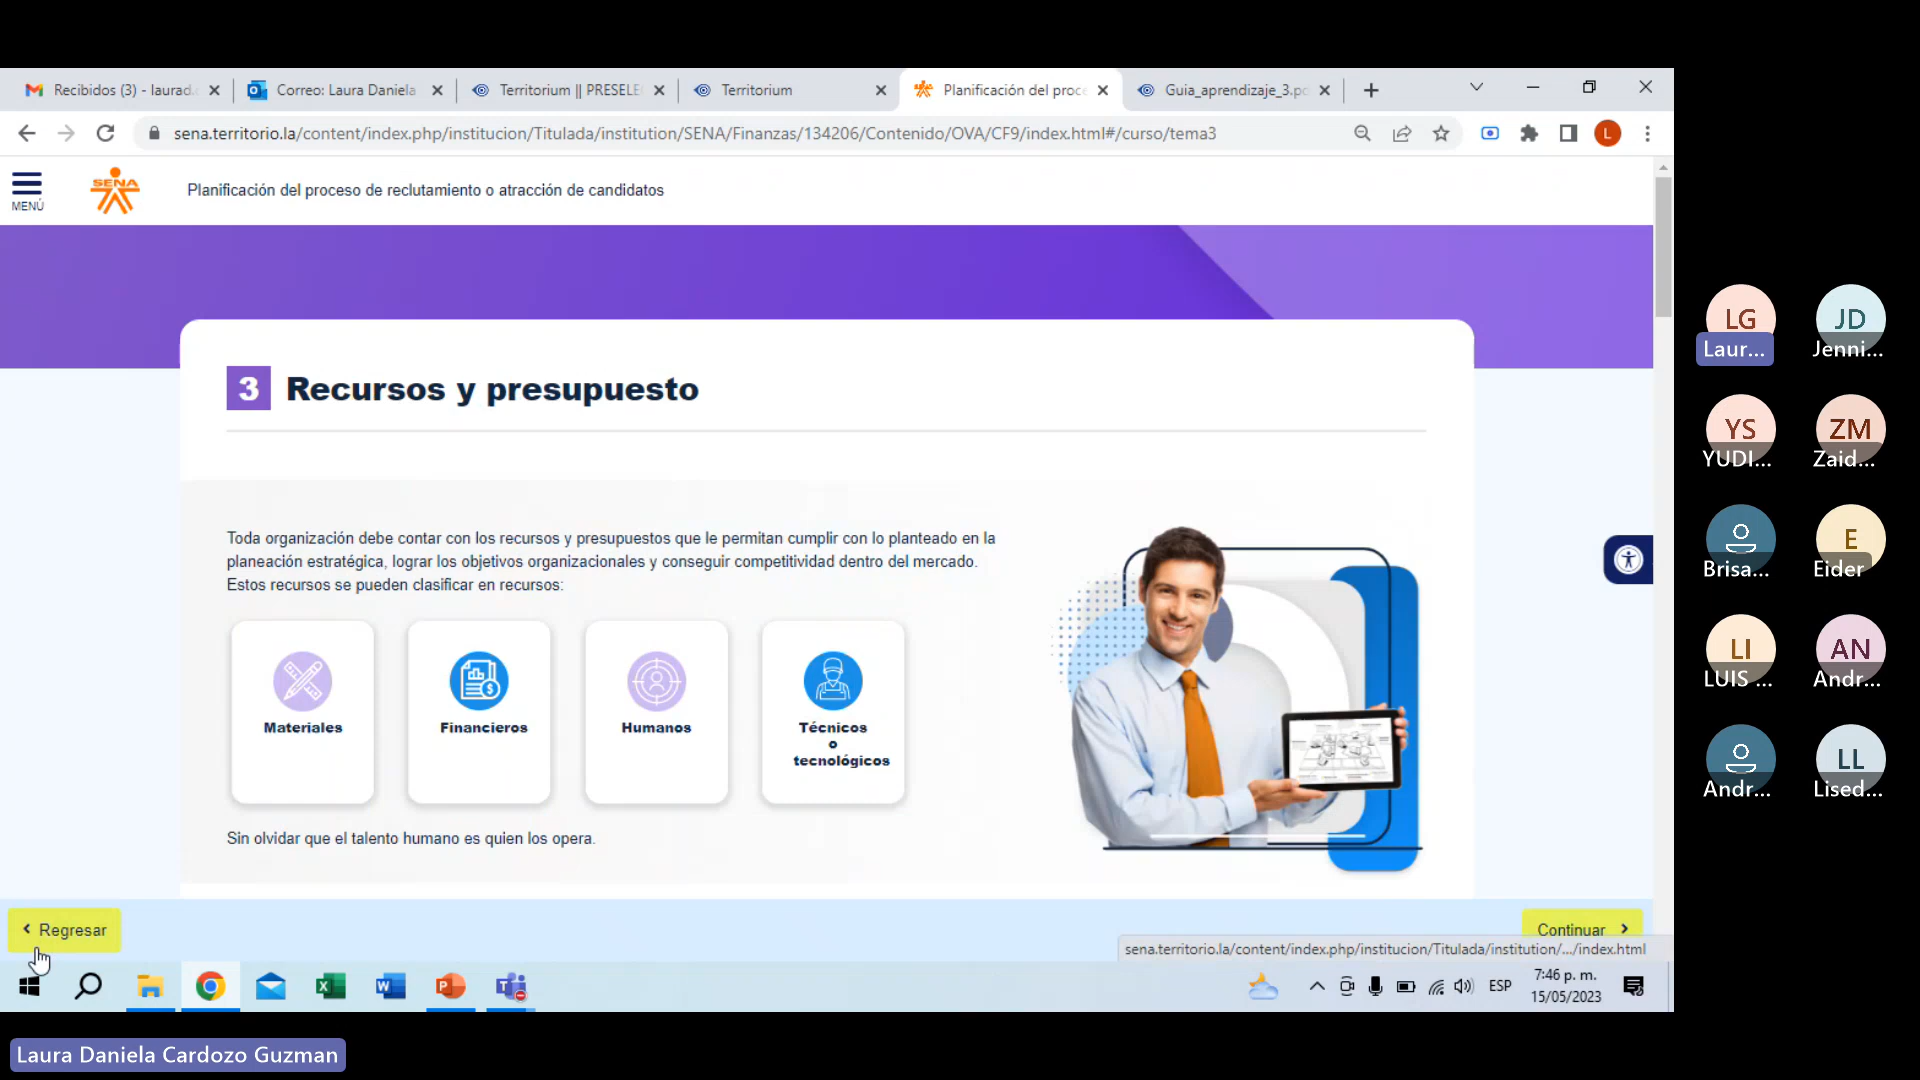 Recibidos (3) - laurad.
Correo: Laura Daniela
Territorium || PRESELE
Territorium
Planificación del proce
Guia_aprendizaje_3.pd
sena.territorio.la/content/index.php/institucion/Titulada/institution/SENA/Finanzas/134206/Contenido/OVA/CF9/index.html#/curso/tema3
L
MENÚ
SENA
Planificación del proceso de reclutamiento o atracción de candidatos
3 Recursos y presupuesto
Toda organización debe contar con los recursos y presupuestos que le permitan cumplir con lo planteado en la
planeación estratégica, lograr los objetivos organizacionales y conseguir competitividad dentro del mercado.
Estos recursos se pueden clasificar en recursos:
Materiales
Financieros
Humanos
Técnicos
o
tecnológicos
Sin olvidar que el talento humano es quien los opera.
Regresar
Continuar
sena.territorio.la/content/index.php/institucion/Titulada/institution/.../index.html
ESP
7:46 p. m.
15/05/2023
LG
Laur...
JD
Jenni...
YS
YUDI...
ZM
Zaid...
Brisa...
E
Eider
LI
LUIS ...
AN
Andr...
Andr...
LL
Lised...
Laura Daniela Cardozo Guzman